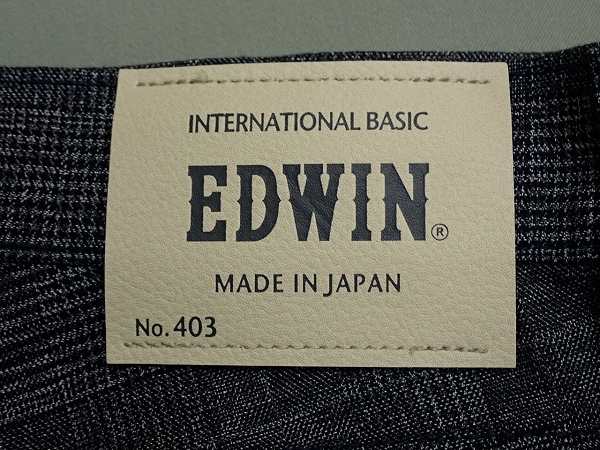 INTERNATIONAL BASIC
EDWIN®
MADE IN JAPAN
No. 403